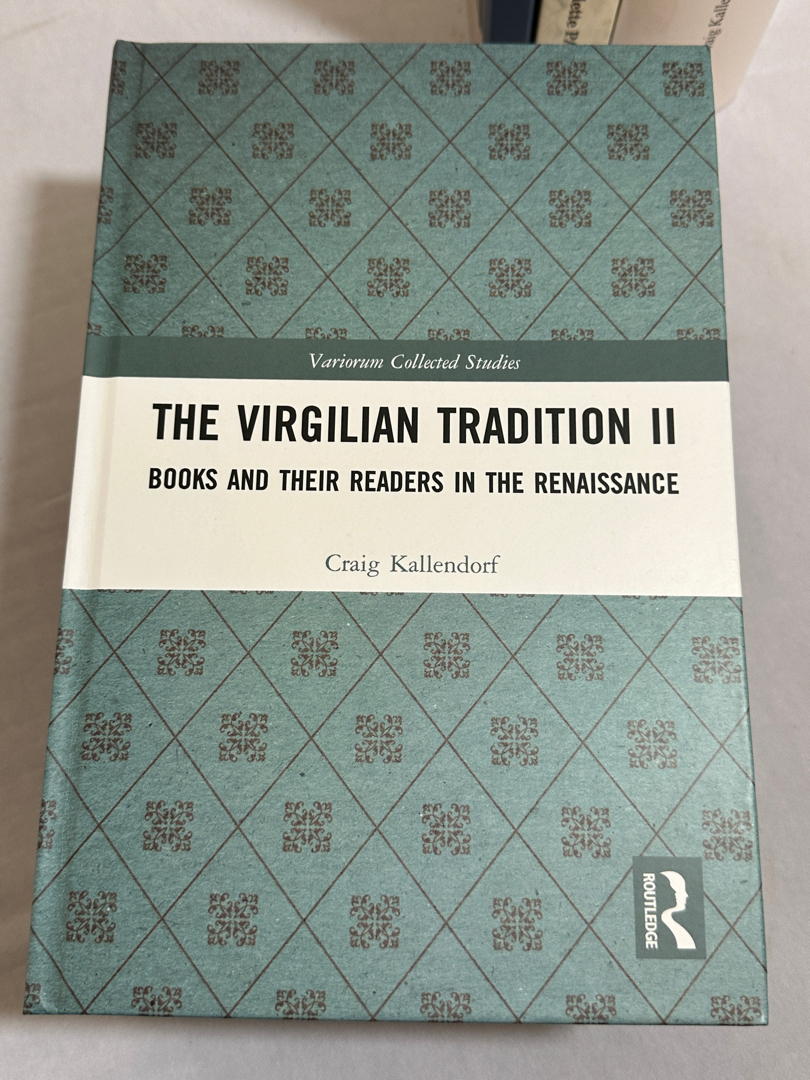 Variorum Collected Studies
THE VIRGILIAN TRADITION II
BOOKS AND THEIR READERS IN THE RENAISSANCE
Craig Kallendorf
ROUTLEDGE